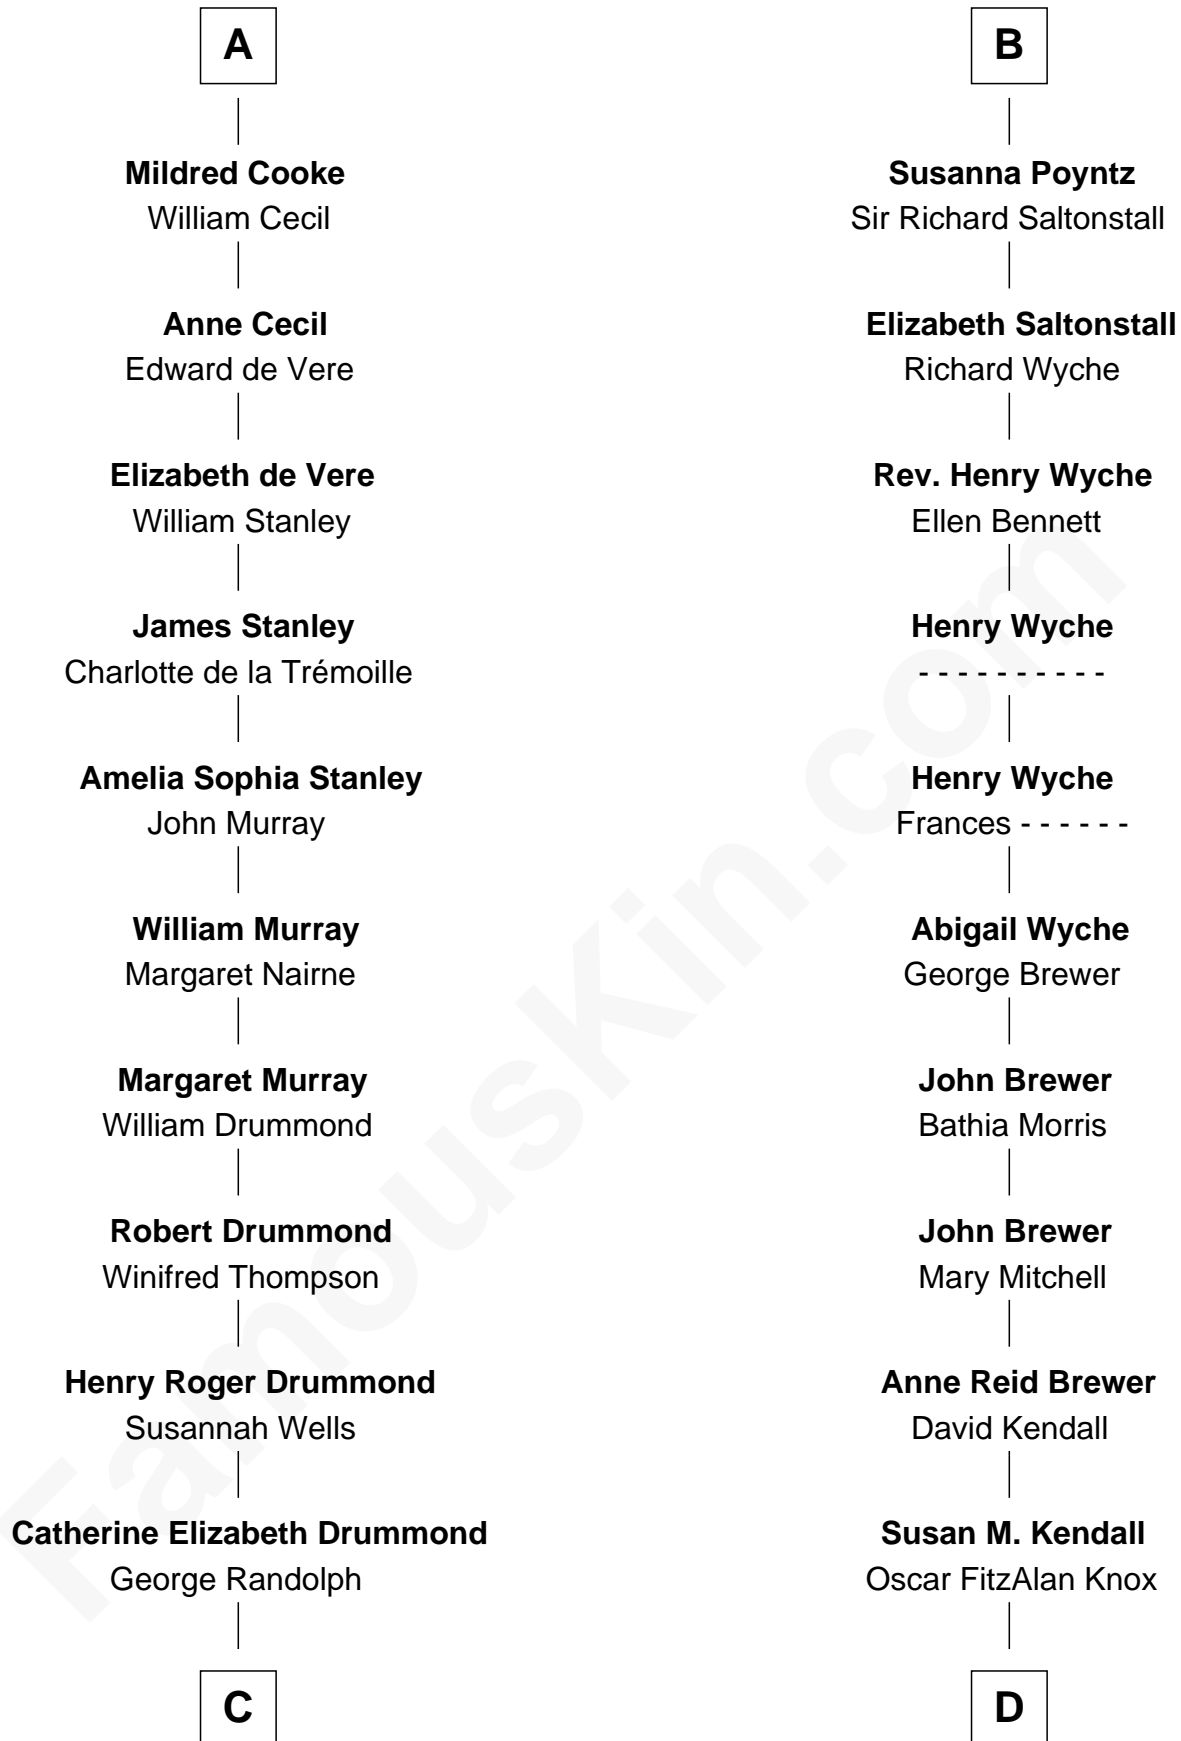 A
Mildred Cooke
William Cecil
Anne Cecil
Edward de Vere
Elizabeth de Vere
William Stanley
James Stanley
Charlotte de la Trémoille
Amelia Sophia Stanley
John Murray
William Murray
Margaret Nairne
Margaret Murray
William Drummond
Robert Drummond
Winifred Thompson
Henry Roger Drummond
Susannah Wells
Catherine Elizabeth Drummond
George Randolph
C
B
Susanna Poyntz
Sir Richard Saltonstall
Elizabeth Saltonstall
Richard Wyche
Rev. Henry Wyche
Ellen Bennett
Henry Wyche
- - - - - - - - - -
Henry Wyche
Frances - - - - - -
Abigail Wyche
George Brewer
John Brewer
Bathia Morris
John Brewer
Mary Mitchell
Anne Reid Brewer
David Kendall
Susan M. Kendall
Oscar FitzAlan Knox
D
FamousKin.com